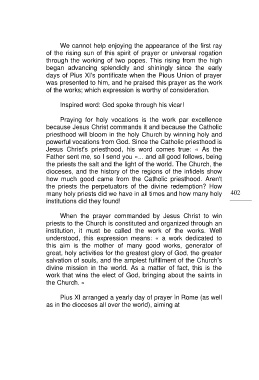 We cannot help enjoying the appearance of the first ray
of the rising sun of this spirit of prayer or universal rogation
through the working of two popes. This rising from the high
began advancing splendidly and shiningly since the early
days of Pius XI's pontificate when the Pious Union of prayer
was presented to him, and he praised this prayer as the work
of the works; which expression is worthy of consideration.
Inspired word: God spoke through his vicar!
Praying for holy vocations is the work par excellence
because Jesus Christ commands it and because the Catholic
priesthood will bloom in the holy Church by winning holy and
powerful vocations from God. Since the Catholic priesthood is
Jesus Christ's priesthood, his word comes true: « As the
Father sent me, so I send you »... and all good follows, being
the priests the salt and the light of the world. The Church, the
dioceses, and the history of the regions of the infidels show
how much good came from the Catholic priesthood. Aren't
the priests the perpetuators of the divine redemption? How
many holy priests did we have in all times and how many holy
institutions did they found!
402
When the prayer commanded by Jesus Christ to win
priests to the Church is constituted and organized through an
institution, it must be called the work of the works. Well
understood, this expression means: « a work dedicated to
this aim is the mother of many good works, generator of
great, holy activities for the greatest glory of God, the greater
salvation of souls, and the amplest fulfillment of the Church's
divine mission in the world. As a matter of fact, this is the
work that wins the elect of God, bringing about the saints in
the Church. »
Pius XI arranged a yearly day of prayer in Rome (as well
as in the dioceses all over the world), aiming at